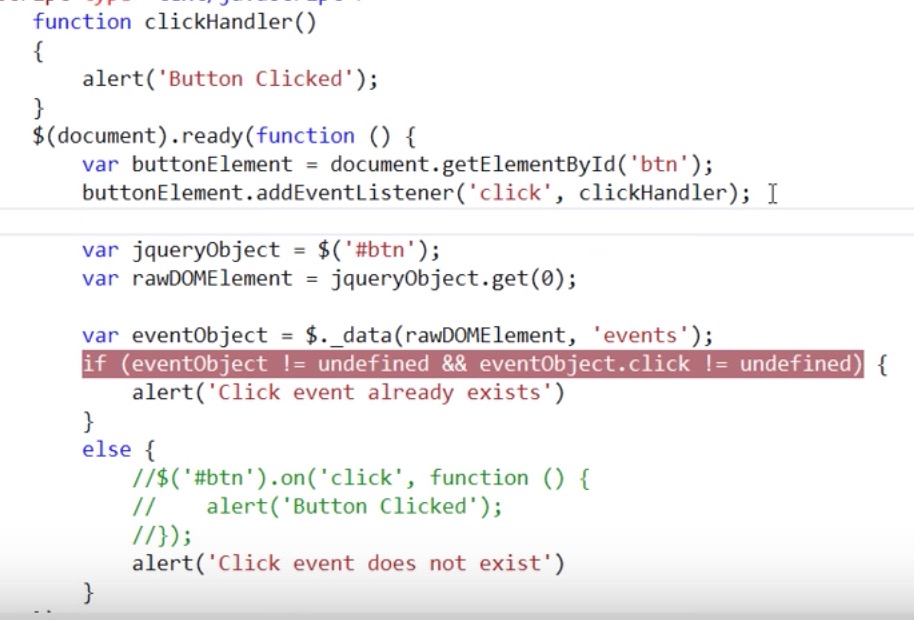 function clickHandler()
{
    alert('Button Clicked');
}
$(document).ready(function () {
    var buttonElement = document.getElementById('btn');
    buttonElement.addEventListener('click', clickHandler);
    var jqueryObject = $('#btn');
    var rawDOMElement = jqueryObject.get(0);
    var eventObject = $._data(rawDOMElement, 'events');
    if (eventObject != undefined && eventObject.click != undefined) {
        alert('Click event already exists')
    }
    else {
        //$('#btn').on('click', function () {
        //    alert('Button Clicked');
        //});
        alert('Click event does not exist')
    }